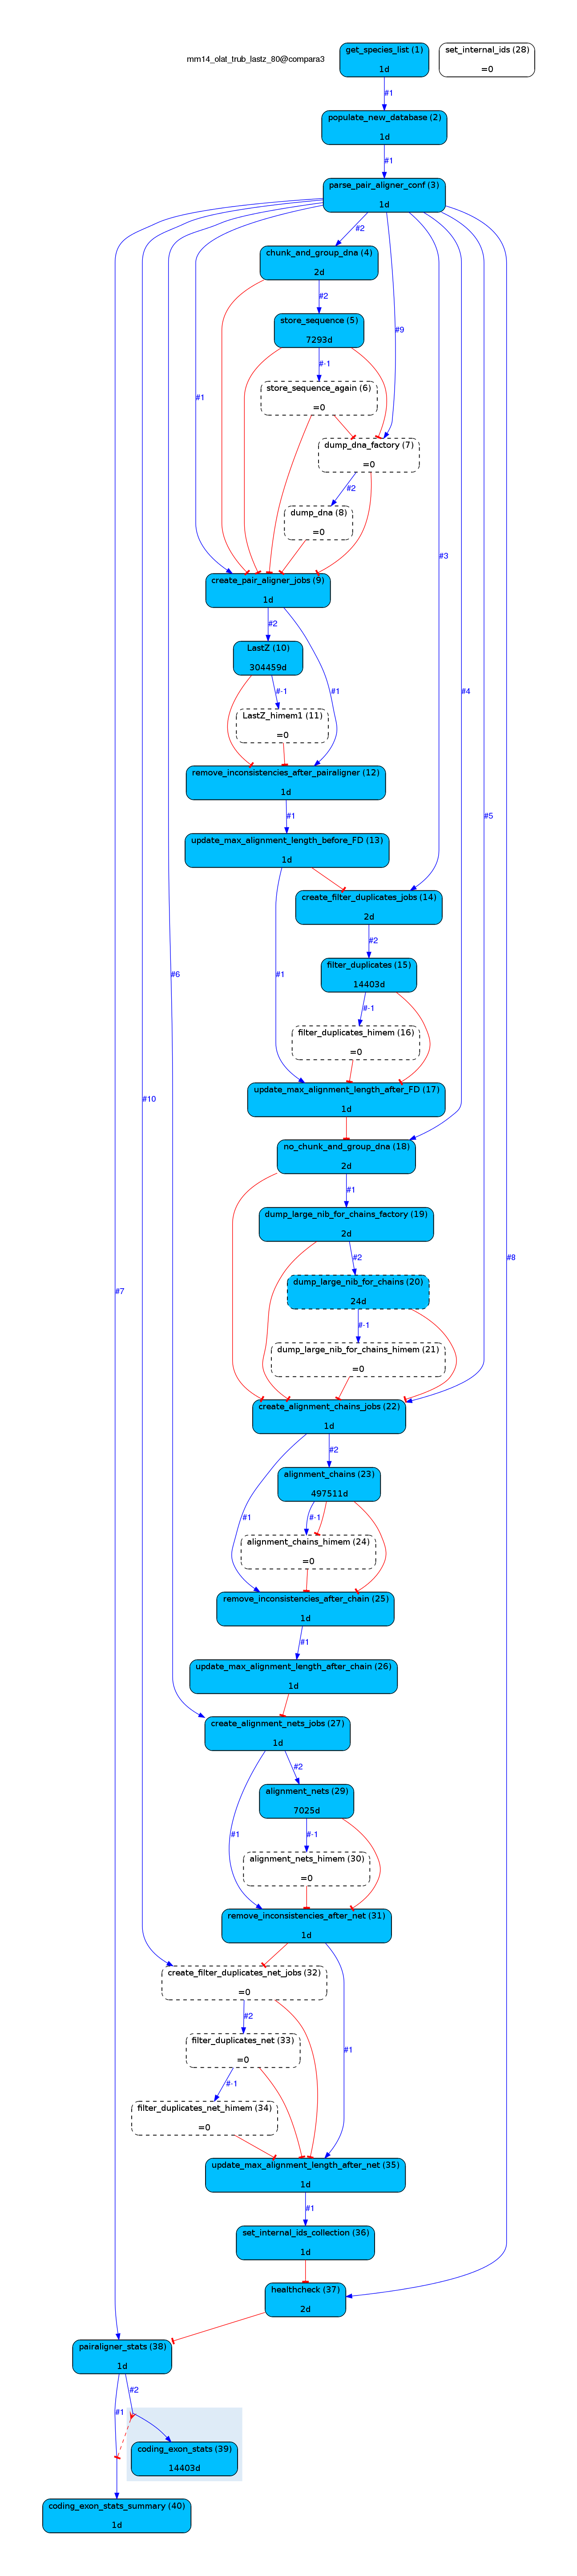 mm14_olat_trub_lastz_80@compara3
get_species_list (1)
1d
set_internal_ids (28)
=0
#1
populate_new_database (2)
1d
#1
parse_pair_aligner_conf (3)
1d
#2
chunk_and_group_dna (4)
2d
#2
store_sequence (5)
7293d
#9
#-1
store_sequence_again (6)
=0
#1
dump_dna_factory (7)
=0
#2
dump_dna (8)
=0
#3
create_pair_aligner_jobs (9)
1d
#2
LastZ (10)
304459d
#-1
#1
#4
LastZ_himem1 (11)
=0
remove_inconsistencies_after_pairaligner (12)
1d
#1
#5
update_max_alignment_length_before_FD (13)
1d
create_filter_duplicates_jobs (14)
2d
#2
filter_duplicates (15)
14403d
#6
#1
#-1
filter_duplicates_himem (16)
=0
update_max_alignment_length_after_FD (17)
1d
#10
no_chunk_and_group_dna (18)
2d
#1
dump_large_nib_for_chains_factory (19)
2d
#2
#8
dump_large_nib_for_chains (20)
24d
#7
#-1
dump_large_nib_for_chains_himem (21)
=0
create_alignment_chains_jobs (22)
1d
#2
alignment_chains (23)
497511d
#1
#-1
alignment_chains_himem (24)
=0
remove_inconsistencies_after_chain (25)
1d
#1
update_max_alignment_length_after_chain (26)
1d
create_alignment_nets_jobs (27)
1d
#2
alignment_nets (29)
7025d
#1
#-1
alignment_nets_himem (30)
=0
remove_inconsistencies_after_net (31)
1d
create_filter_duplicates_net_jobs (32)
=0
#2
filter_duplicates_net (33)
=0
#1
#-1
filter_duplicates_net_himem (34)
=0
update_max_alignment_length_after_net (35)
1d
#1
set_internal_ids_collection (36)
1d
healthcheck (37)
2d
pairaligner_stats (38)
1d
#2
#1
coding_exon_stats (39)
14403d
coding_exon_stats_summary (40)
1d